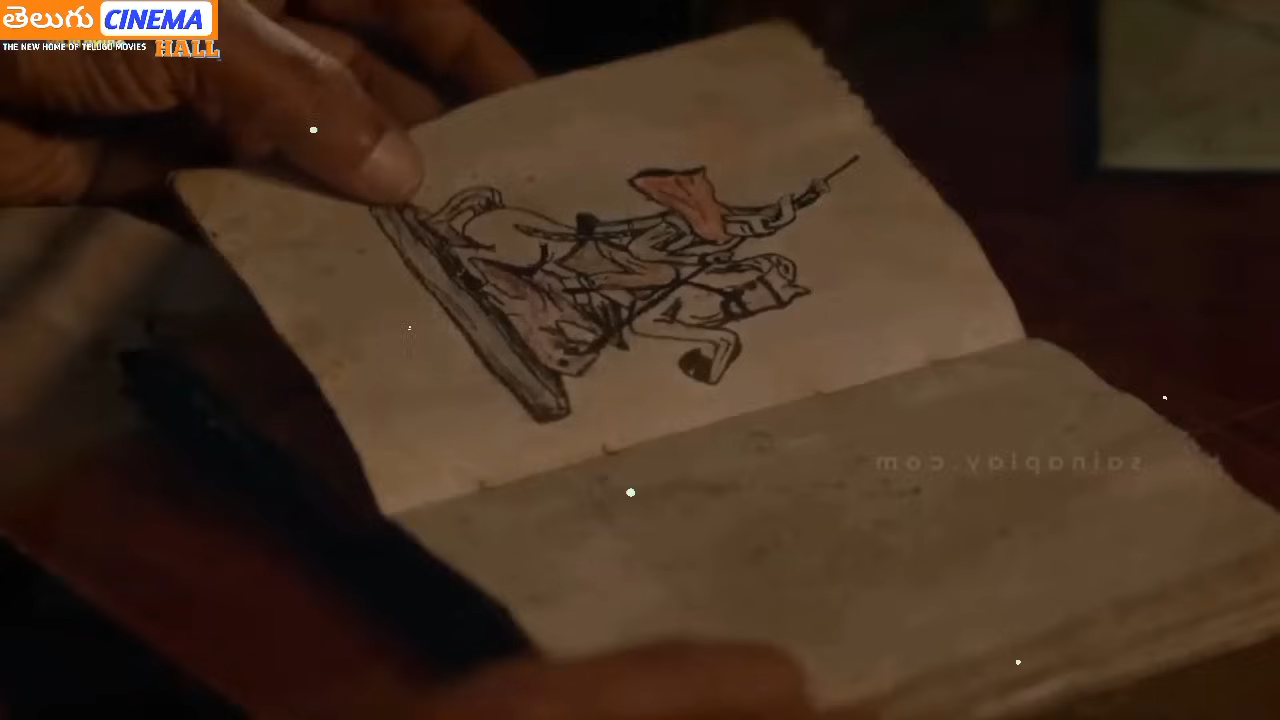 తెలుగు CINEMA
THE NEW HOME OF TELUGU MOVIES HALL
sainaplay.com